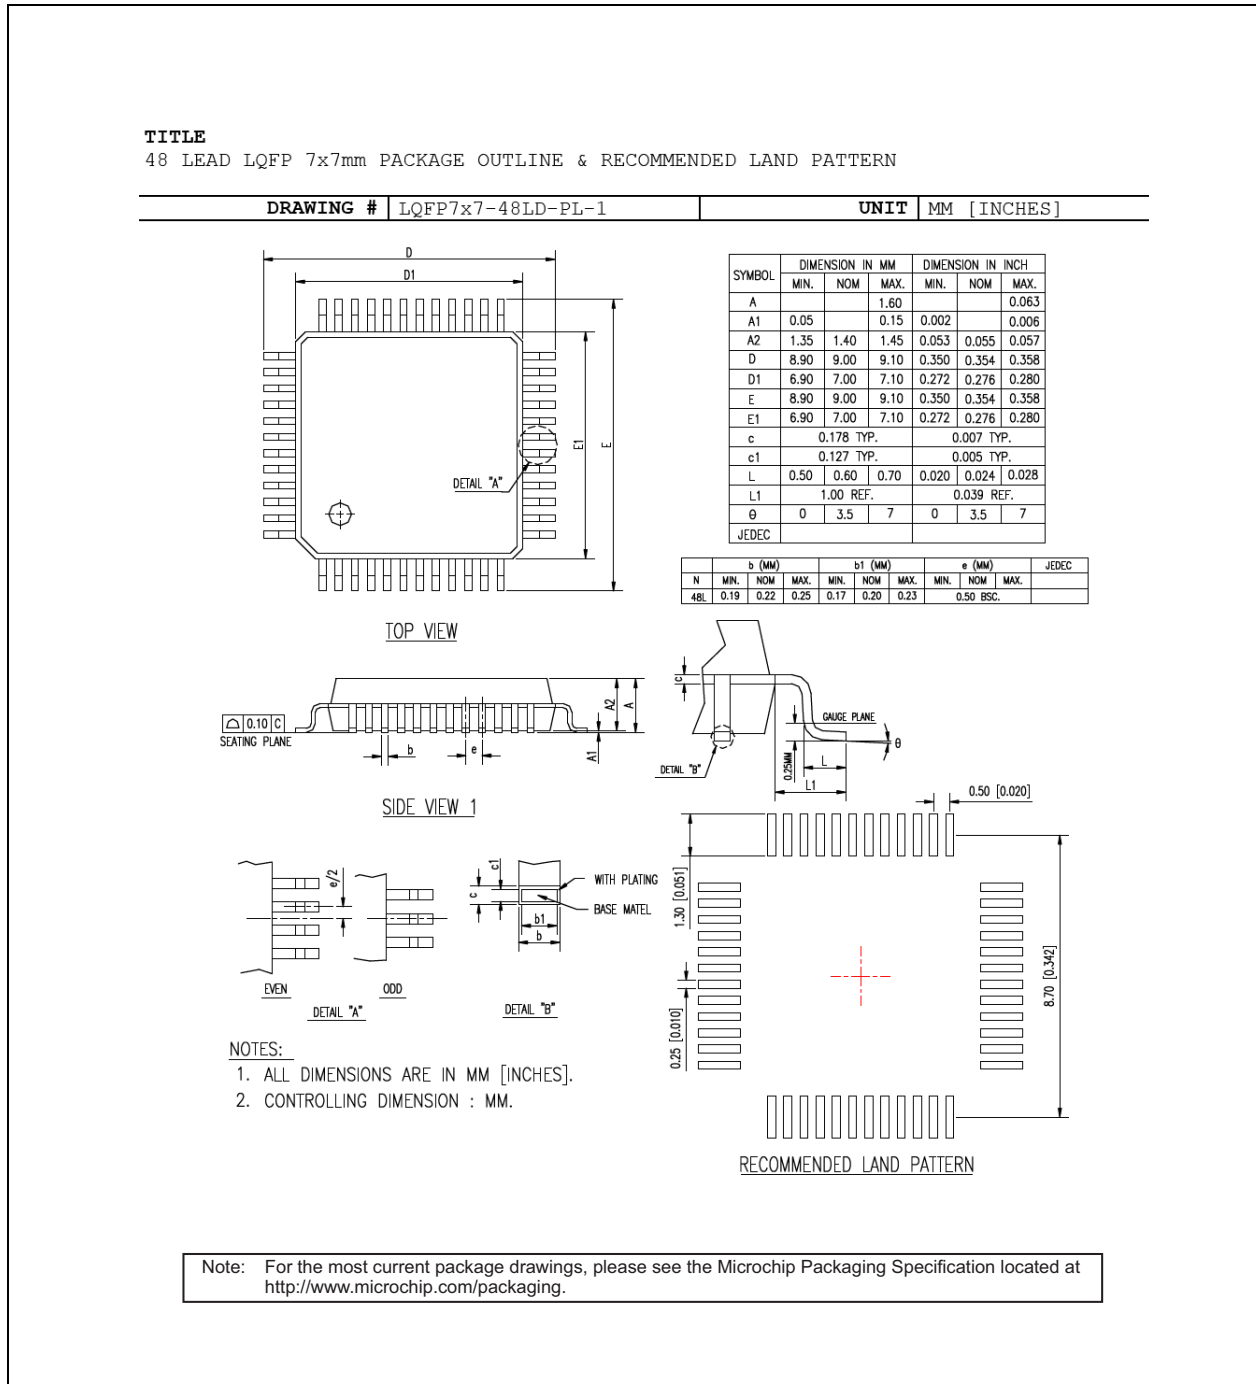 TITLE
48 LEAD LQFP 7x7mm PACKAGE OUTLINE & RECOMMENDED LAND PATTERN
DRAWING # LQFP7x7-48LD-PL-1 UNIT MM [INCHES]
D
D1
E1
E
DETAIL "A"
TOP VIEW
SYMBOL DIMENSION IN MM DIMENSION IN INCH
MIN. NOM MAX. MIN. NOM MAX.
A 1.60 0.063
A1 0.05 0.15 0.002 0.006
A2 1.35 1.40 1.45 0.053 0.055 0.057
D 8.90 9.00 9.10 0.350 0.354 0.358
D1 6.90 7.00 7.10 0.272 0.276 0.280
E 8.90 9.00 9.10 0.350 0.354 0.358
E1 6.90 7.00 7.10 0.272 0.276 0.280
c 0.178 TYP. 0.007 TYP.
c1 0.127 TYP. 0.005 TYP.
L 0.50 0.60 0.70 0.020 0.024 0.028
L1 1.00 REF. 0.039 REF.
θ 0 3.5 7 0 3.5 7
JEDEC
b (MM) b1 (MM) e (MM) JEDEC
N MIN. NOM MAX. MIN. NOM MAX. MIN. NOM MAX.
48L 0.19 0.22 0.25 0.17 0.20 0.23 0.50 BSC.
0.10 C
SEATING PLANE
A2
A
A1
b
e
SIDE VIEW 1
c
GAUGE PLANE
θ
0.25MM
L
L1
DETAIL "B"
e/2
EVEN
ODD
DETAIL "A"
c1
c
WITH PLATING
BASE MATEL
b1
b
DETAIL "B"
0.50 [0.020]
1.30 [0.051]
0.25 [0.010]
8.70 [0.342]
RECOMMENDED LAND PATTERN
NOTES:
1. ALL DIMENSIONS ARE IN MM [INCHES].
2. CONTROLLING DIMENSION : MM.
Note: For the most current package drawings, please see the Microchip Packaging Specification located at
http://www.microchip.com/packaging.